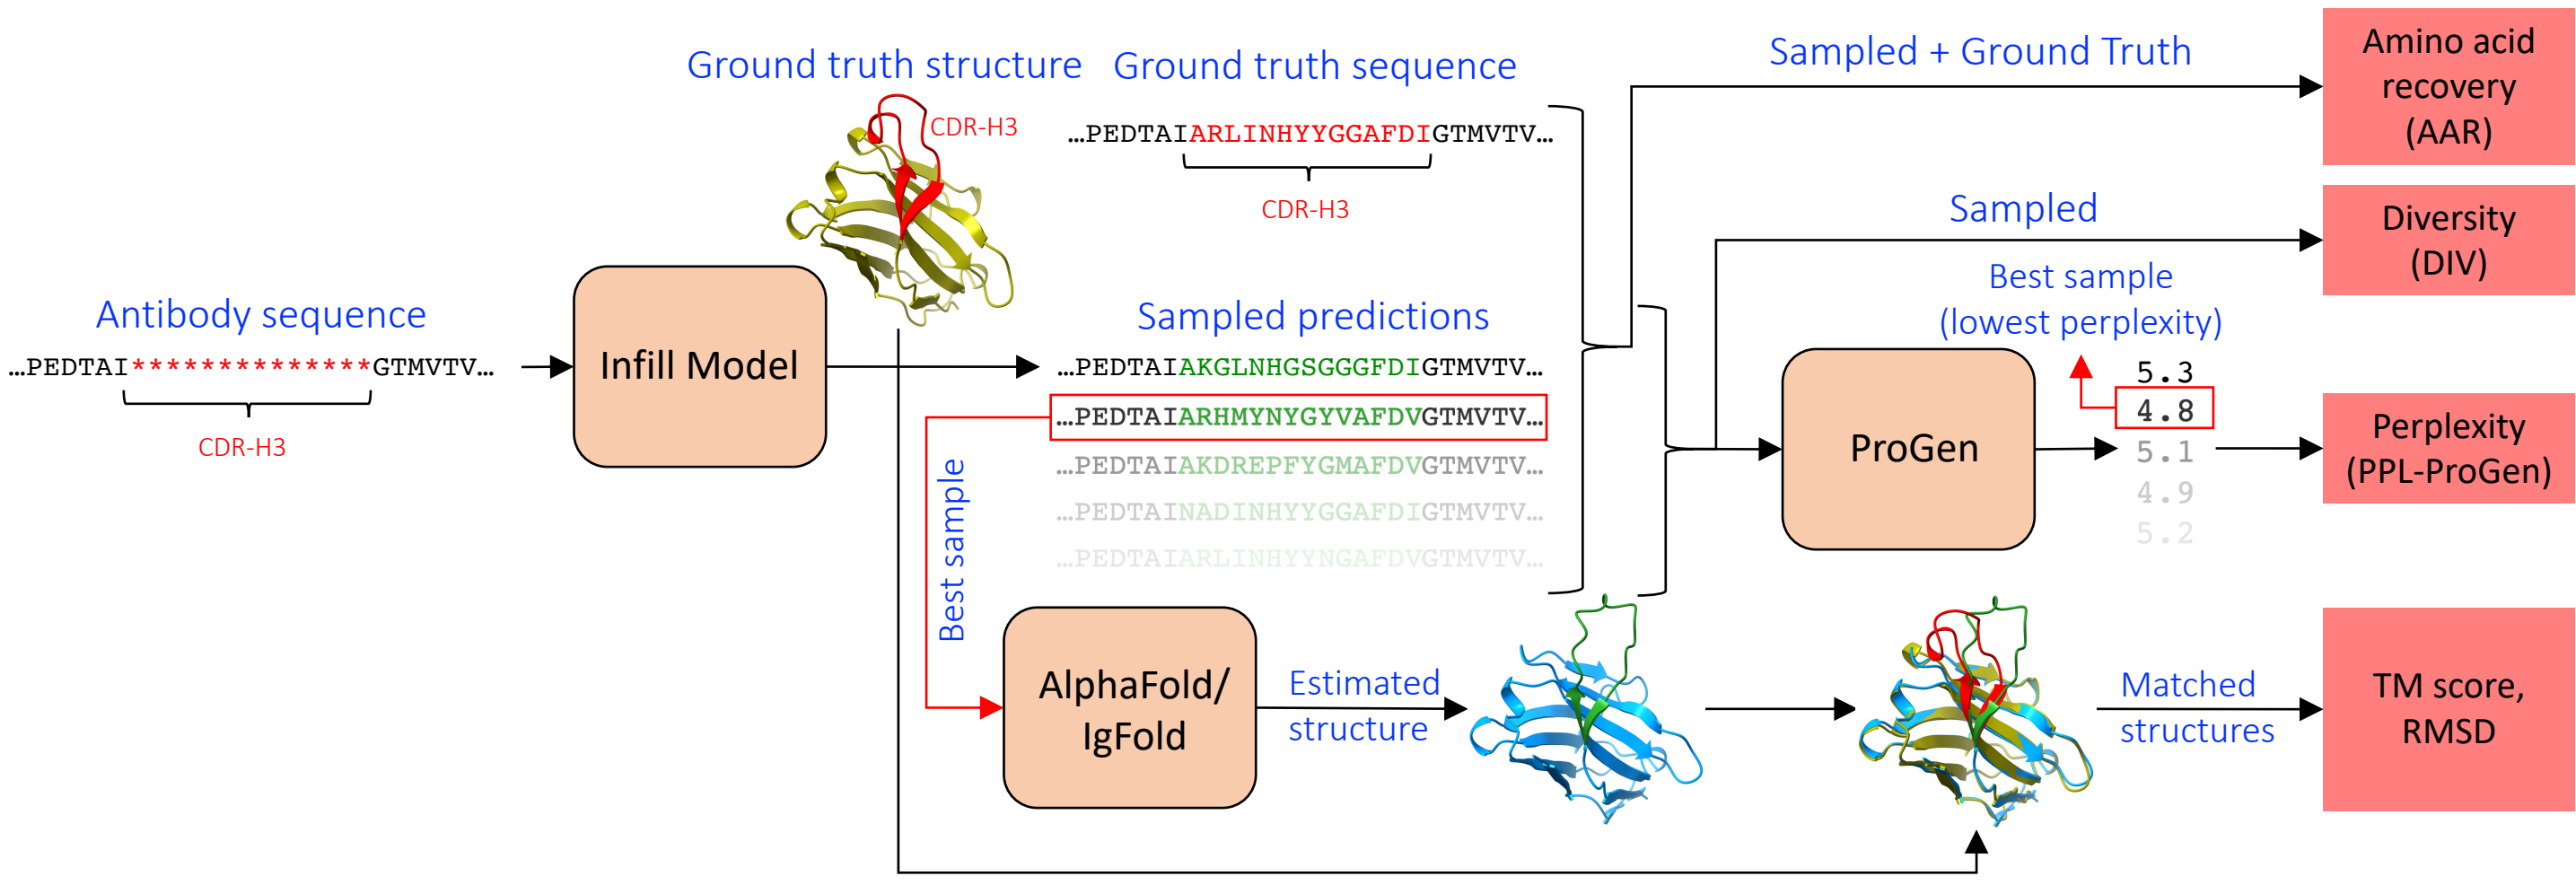 Ground truth structure
CDR-H3
Ground truth sequence
…PEDTAIARLINHYYGGAFDIGTMVTV…
CDR-H3
Sampled + Ground Truth
Amino acid
recovery
(AAR)
Sampled
Diversity
(DIV)
Antibody sequence
…PEDTAI**************GTMVTV…
CDR-H3
Infill Model
Sampled predictions
…PEDTAIAKGLNHGSGGGFDIGTMVTV…
…PEDTAIARHMYNYGYVAFDVGTMVTV…
…PEDTAIAKDREPFYGMAFDVGTMVTV…
…PEDTAINADINHYYGGAFDIGTMVTV…
…PEDTAIARLINHYYNGAFDVGTMVTV…
Best sample
ProGen
Best sample
(lowest perplexity)
5.3
4.8
5.1
4.9
5.2
Perplexity
(PPL-ProGen)
AlphaFold/
IgFold
Estimated
structure
Matched
structures
TM score,
RMSD